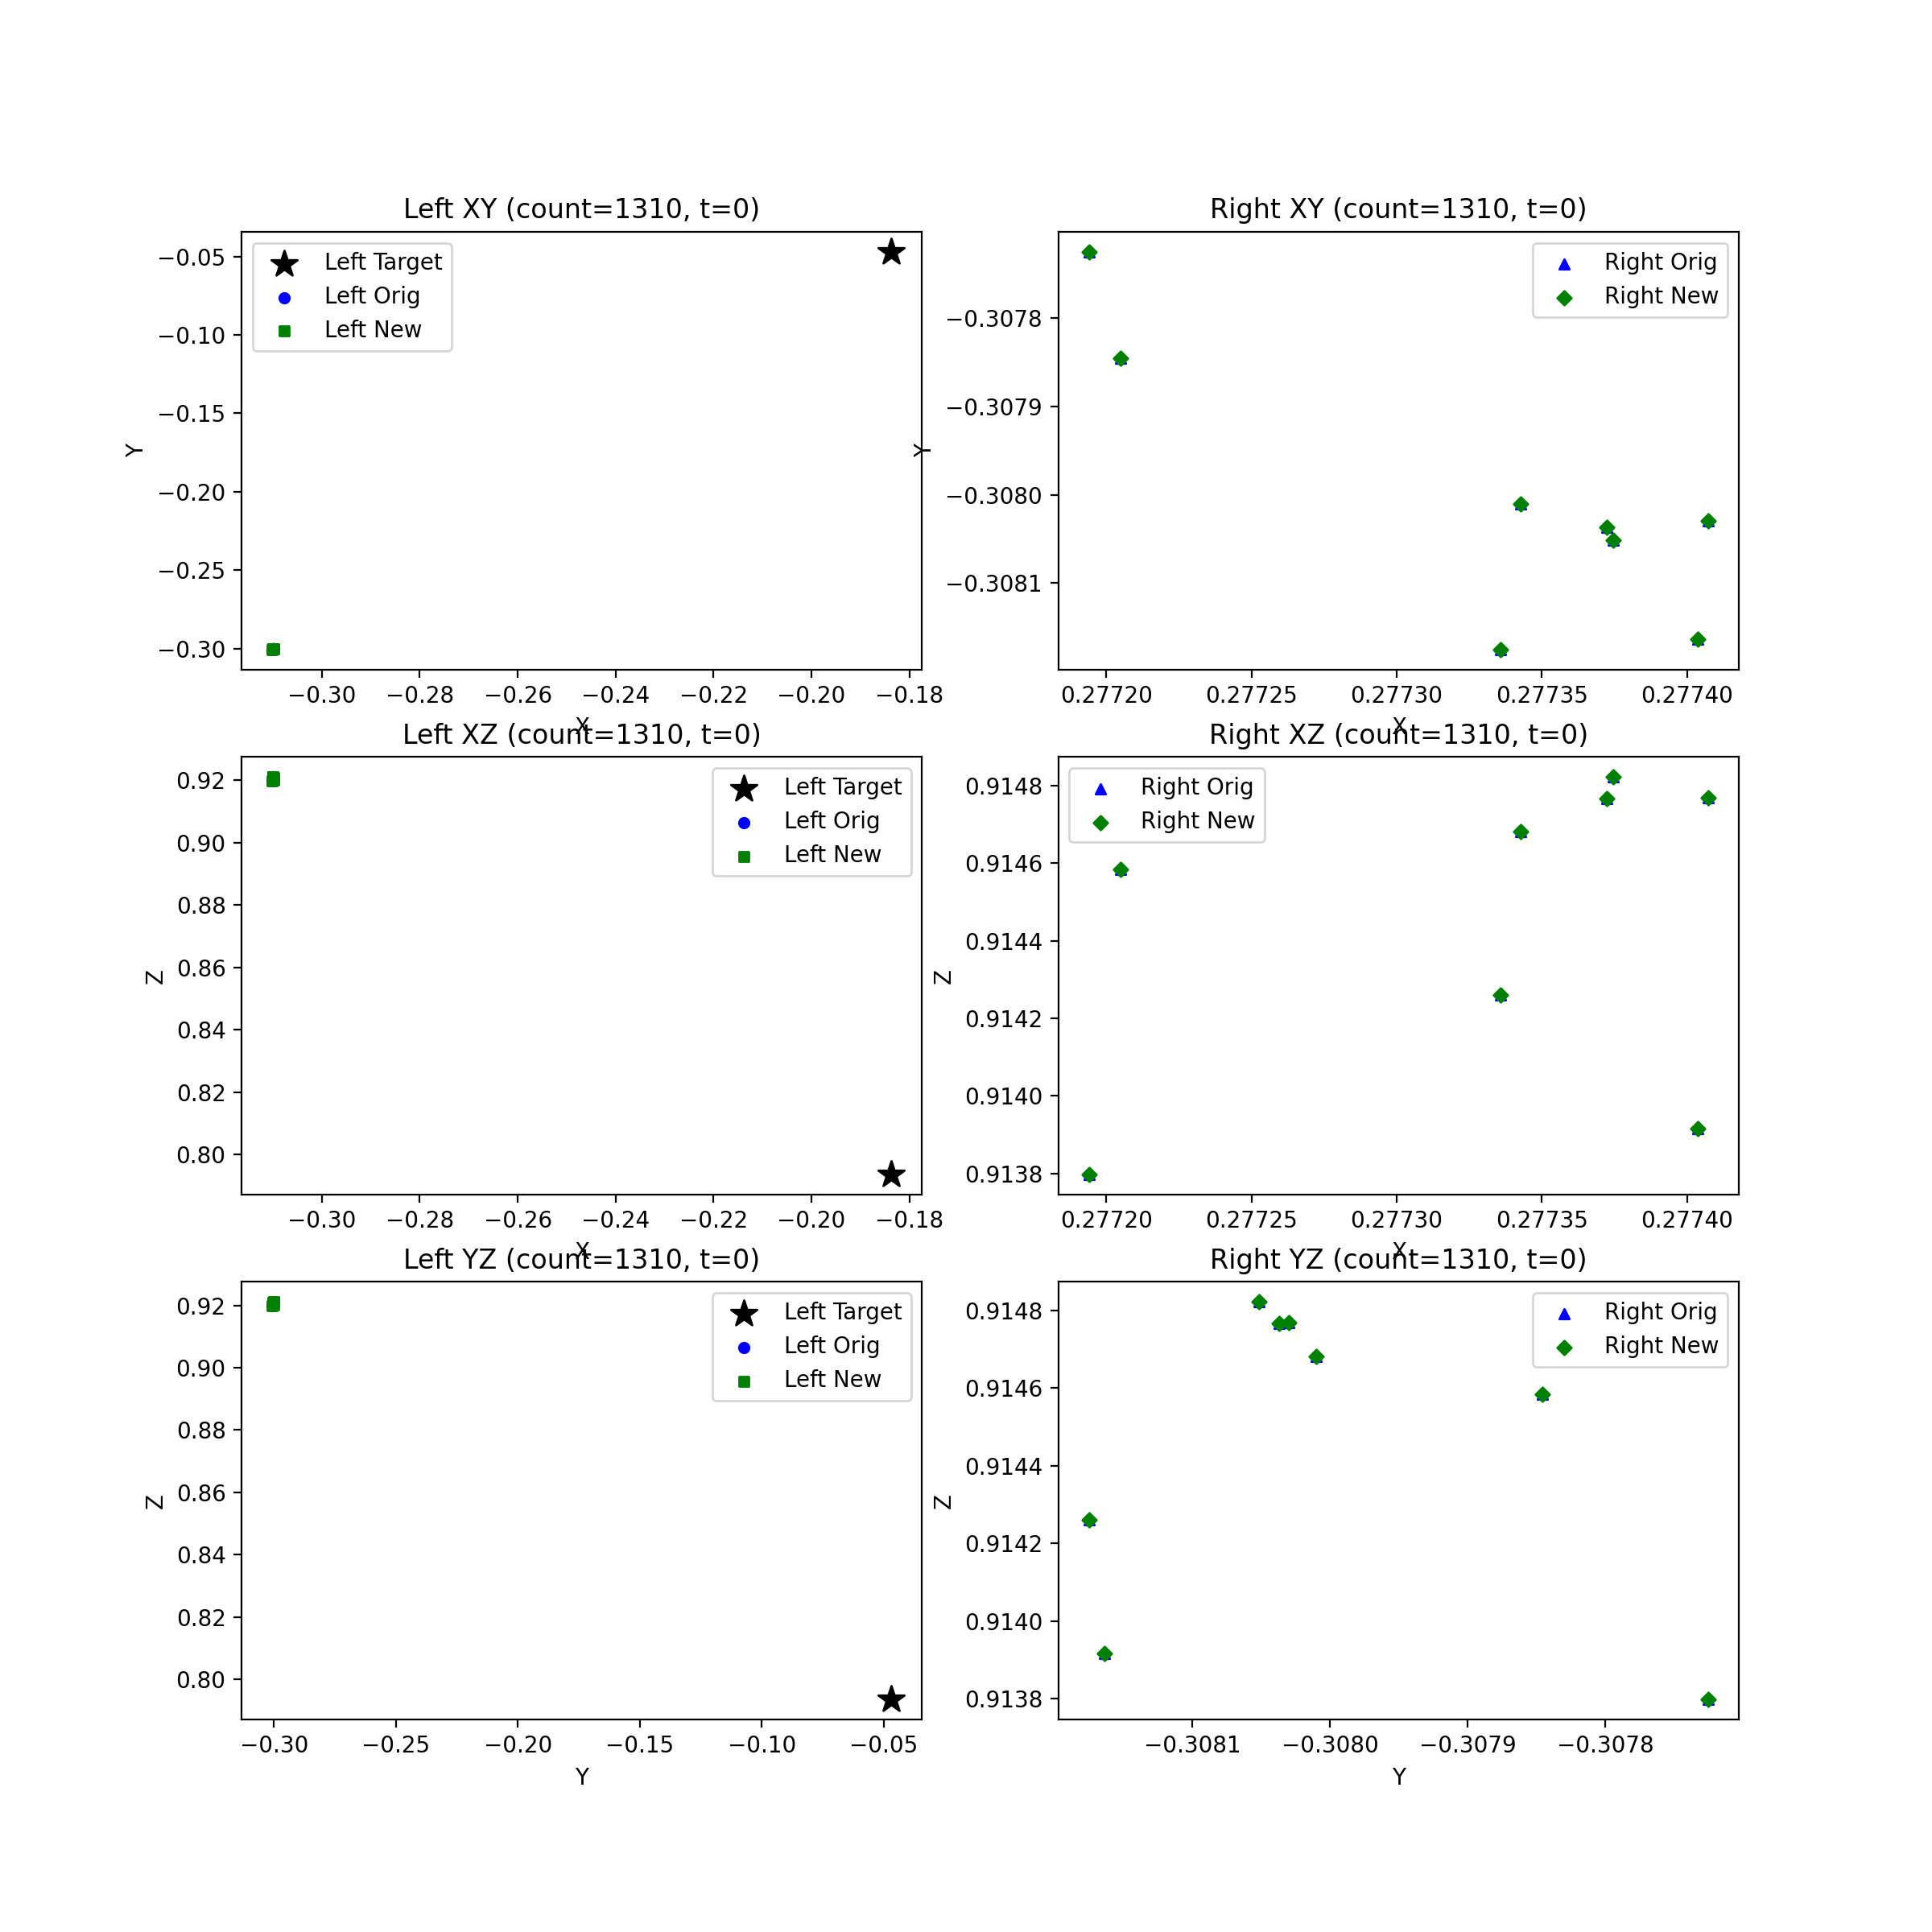 Left XY (count=1310, t=0)
Right XY (count=1310, t=0)
Left Target
Left Orig
Left New
Right Orig
Right New
−0.05
−0.10
−0.15
−0.20
−0.25
−0.30
Y
−0.30 −0.28 −0.26 −0.24 −0.22 −0.20 −0.18
X
−0.3078
−0.3079
−0.3080
−0.3081
Y
0.27720 0.27725 0.27730 0.27735 0.27740
X
Left XZ (count=1310, t=0)
Right XZ (count=1310, t=0)
Left Target
Left Orig
Left New
Right Orig
Right New
0.92
0.90
0.88
0.86
0.84
0.82
0.80
Z
−0.30 −0.28 −0.26 −0.24 −0.22 −0.20 −0.18
X
0.9148
0.9146
0.9144
0.9142
0.9140
0.9138
Z
0.27720 0.27725 0.27730 0.27735 0.27740
X
Left YZ (count=1310, t=0)
Right YZ (count=1310, t=0)
Left Target
Left Orig
Left New
Right Orig
Right New
0.92
0.90
0.88
0.86
0.84
0.82
0.80
Z
−0.30 −0.25 −0.20 −0.15 −0.10 −0.05
Y
0.9148
0.9146
0.9144
0.9142
0.9140
0.9138
Z
−0.3081 −0.3080 −0.3079 −0.3078
Y